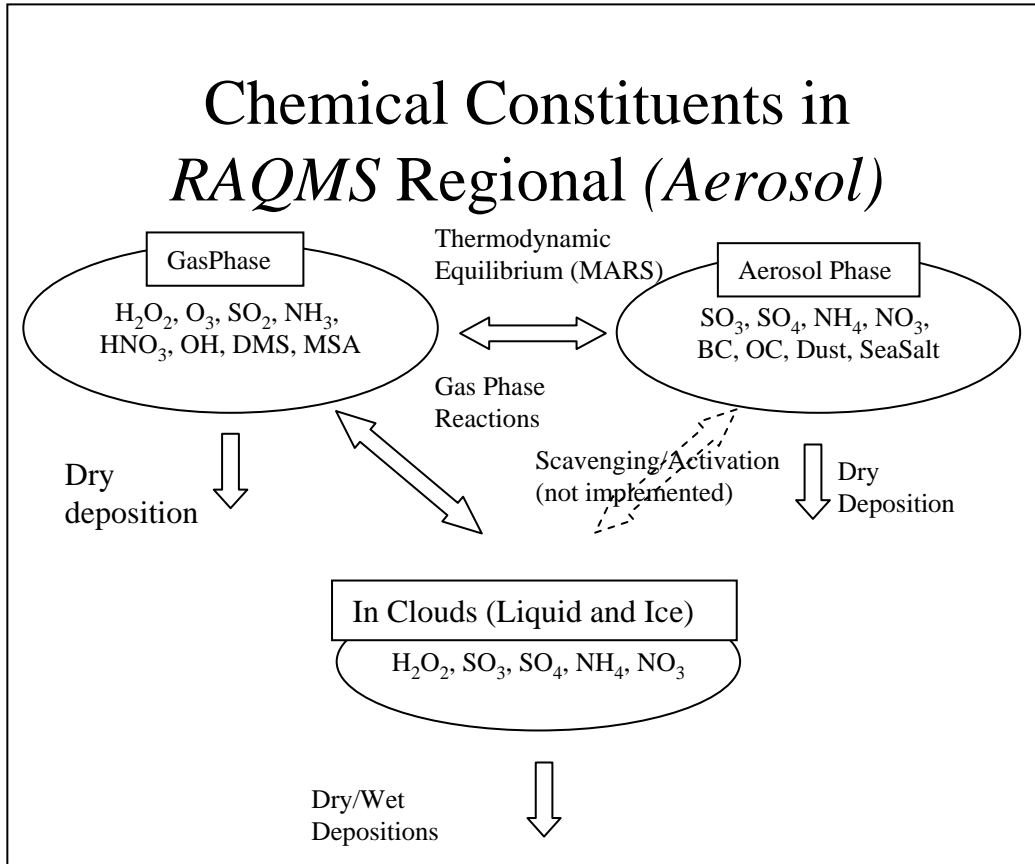 Chemical Constituents in
RAQMS Regional (Aerosol)
GasPhase
H₂O₂, O₃, SO₂, NH₃,
HNO₃, OH, DMS, MSA
Thermodynamic
Equilibrium (MARS)
Aerosol Phase
SO₃, SO₄, NH₄, NO₃,
BC, OC, Dust, SeaSalt
Gas Phase
Reactions
Dry
deposition
Scavenging/Activation
(not implemented)
Dry
Deposition
In Clouds (Liquid and Ice)
H₂O₂, SO₃, SO₄, NH₄, NO₃
Dry/Wet
Depositions